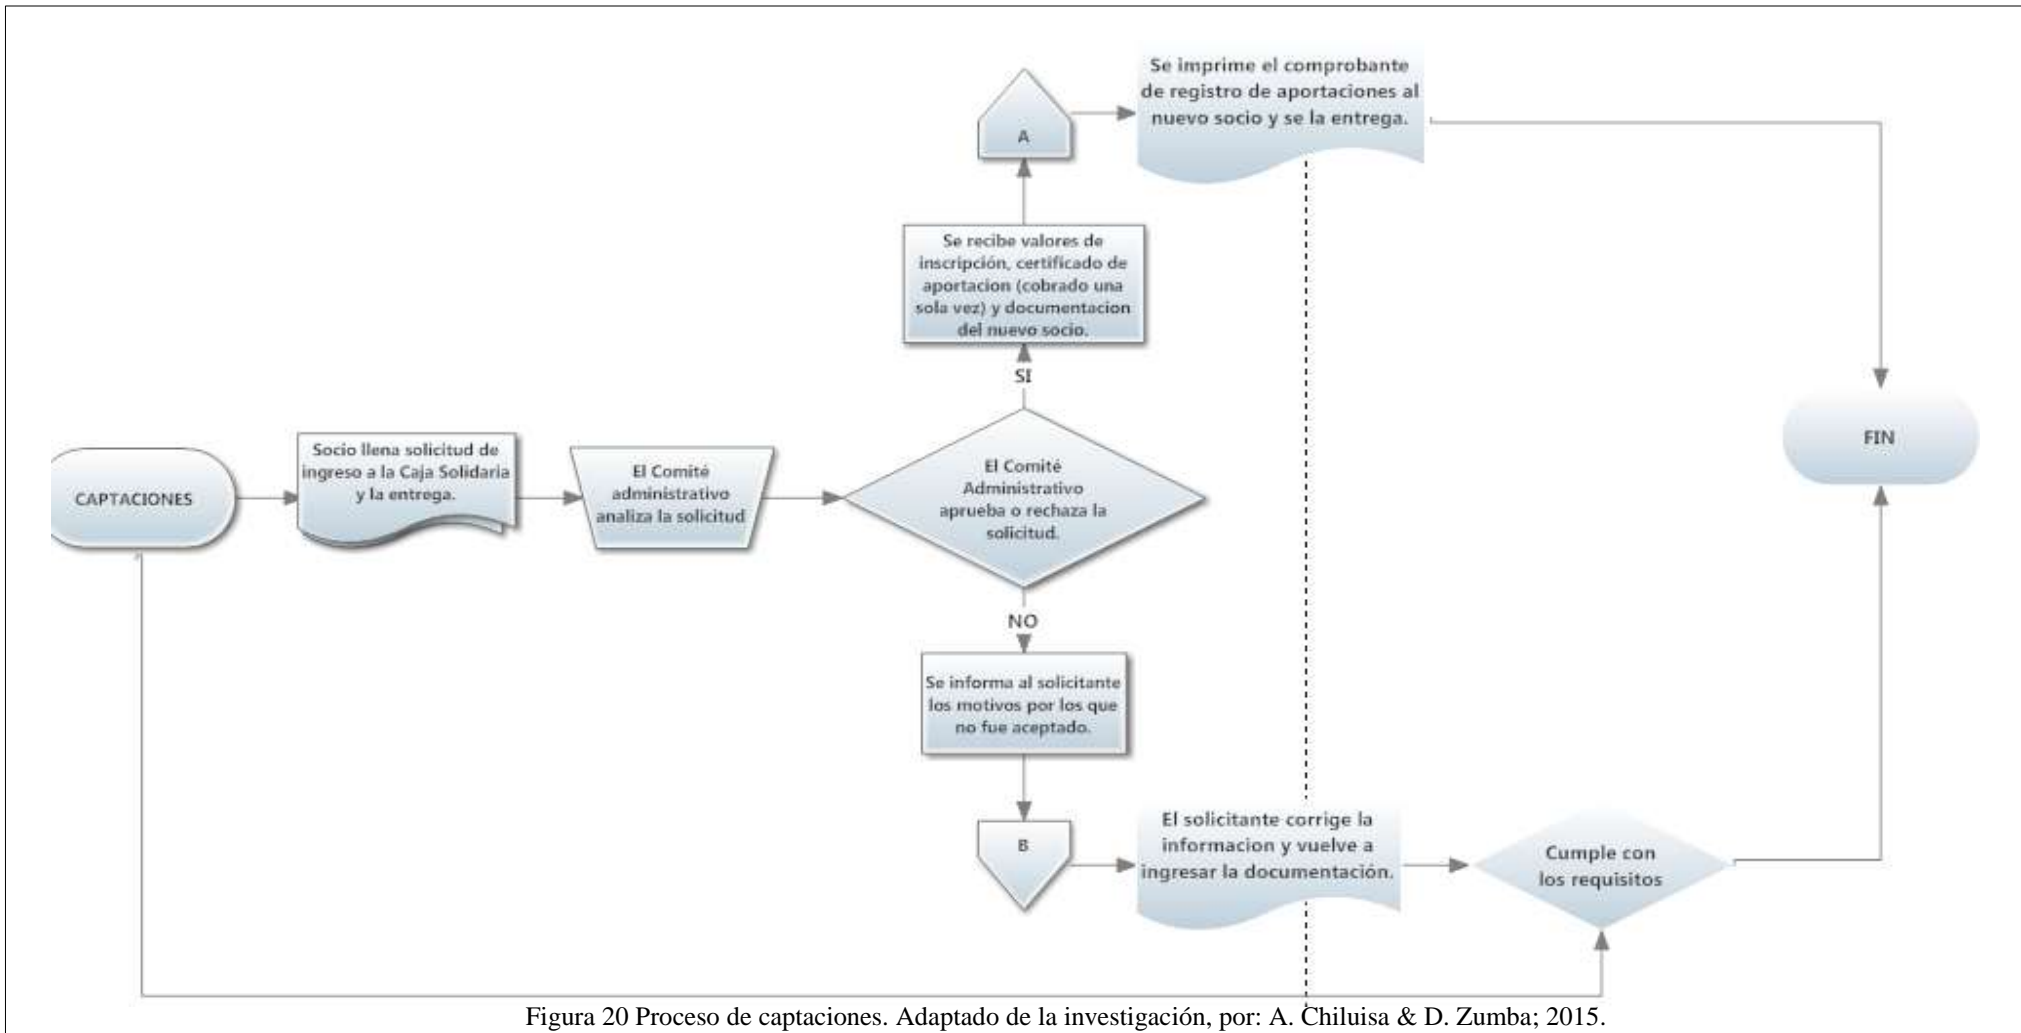 CAPTACIONES
Socio llena solicitud de
ingreso a la Caja Solidaria
y la entrega.
El Comité
administrativo
analiza la solicitud
El Comité
Administrativo
aprueba o rechaza la
solicitud.
SI
Se recibe valores de
inscripción, certificado de
aportacion (cobrado una
sola vez) y documentacion
del nuevo socio.
A
Se imprime el comprobante
de registro de aportaciones al
nuevo socio y se la entrega.
NO
Se informa al solicitante
los motivos por los que
no fue aceptado.
B
El solicitante corrige la
informacion y vuelve a
ingresar la documentación.
Cumple con
los requisitos
FIN
Figura 20 Proceso de captaciones. Adaptado de la investigación, por: A. Chiluisa & D. Zumba; 2015.